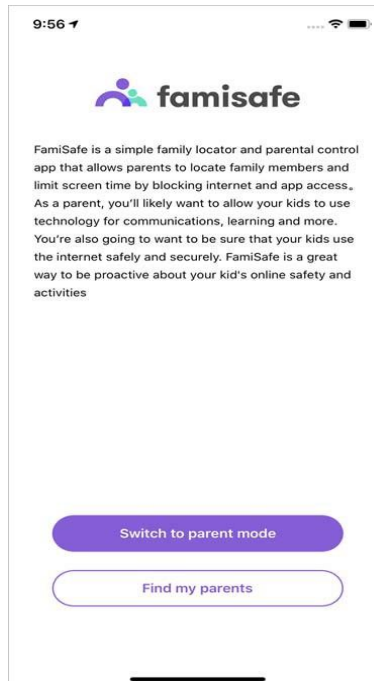 9:56
famisafe
FamiSafe is a simple family locator and parental control
app that allows parents to locate family members and
limit screen time by blocking internet and app access。
As a parent, you'll likely want to allow your kids to use
technology for communications, learning and more.
You're also going to want to be sure that your kids use
the internet safely and securely. FamiSafe is a great
way to be proactive about your kid's online safety and
activities
Switch to parent mode
Find my parents